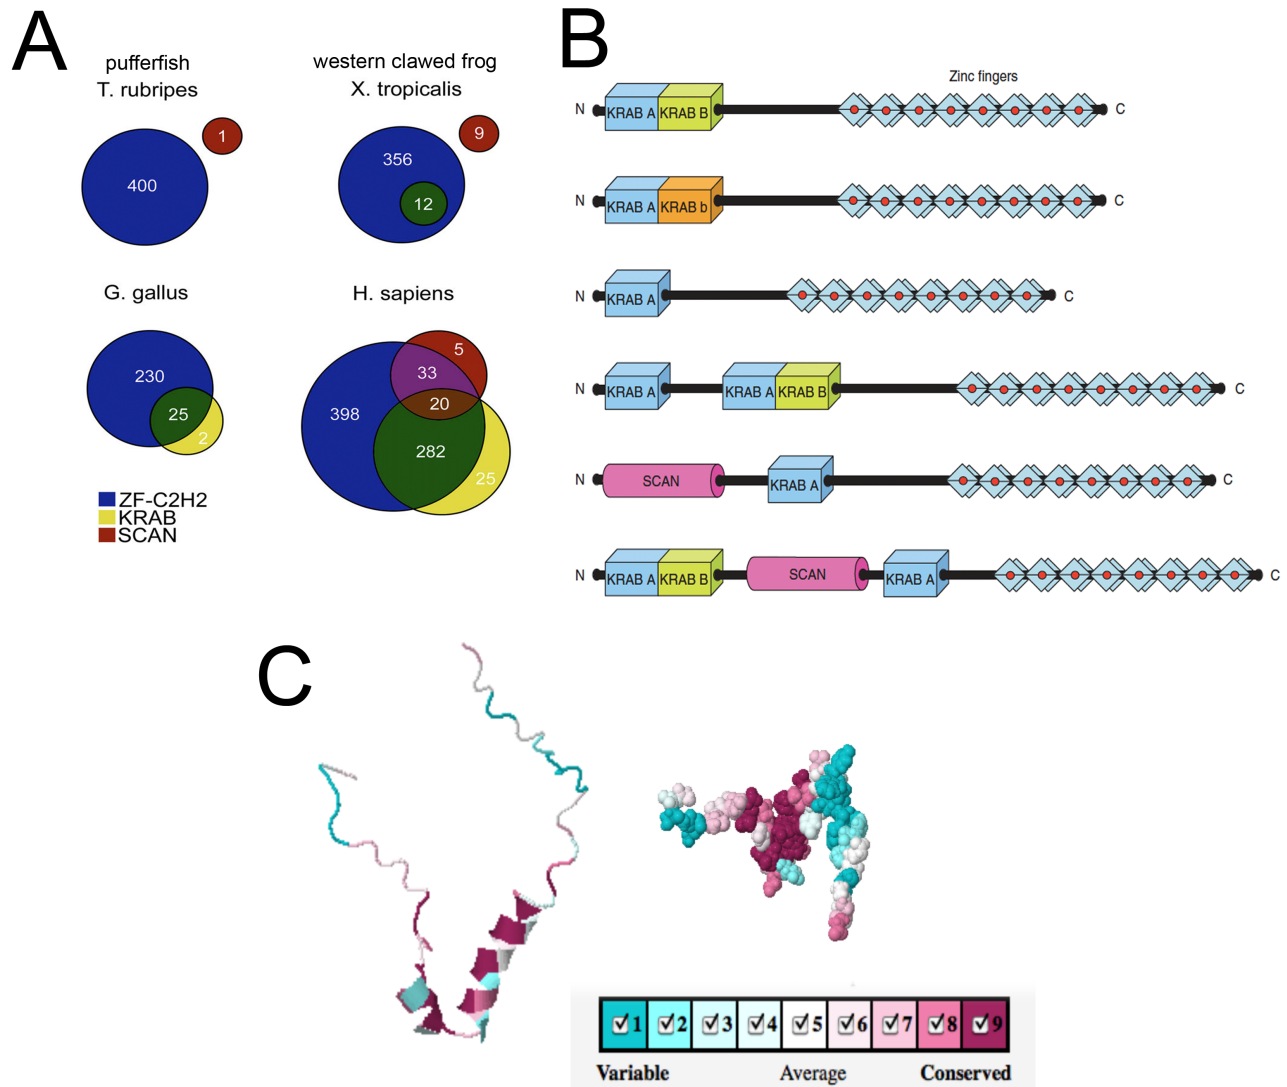 A
pufferfish
T. rubripes
400
1
western clawed frog
X. tropicalis
356
12
9
G. gallus
230
25
2
H. sapiens
398
33
5
20
282
25
ZF-C2H2
KRAB
SCAN
B
Zinc fingers
N KRAB A KRAB B C
N KRAB A KRAB b C
N KRAB A C
N KRAB A KRAB A KRAB B C
N SCAN KRAB A C
N KRAB A KRAB B SCAN KRAB A C
C
1 2 3 4 5 6 7 8 9
Variable Average Conserved